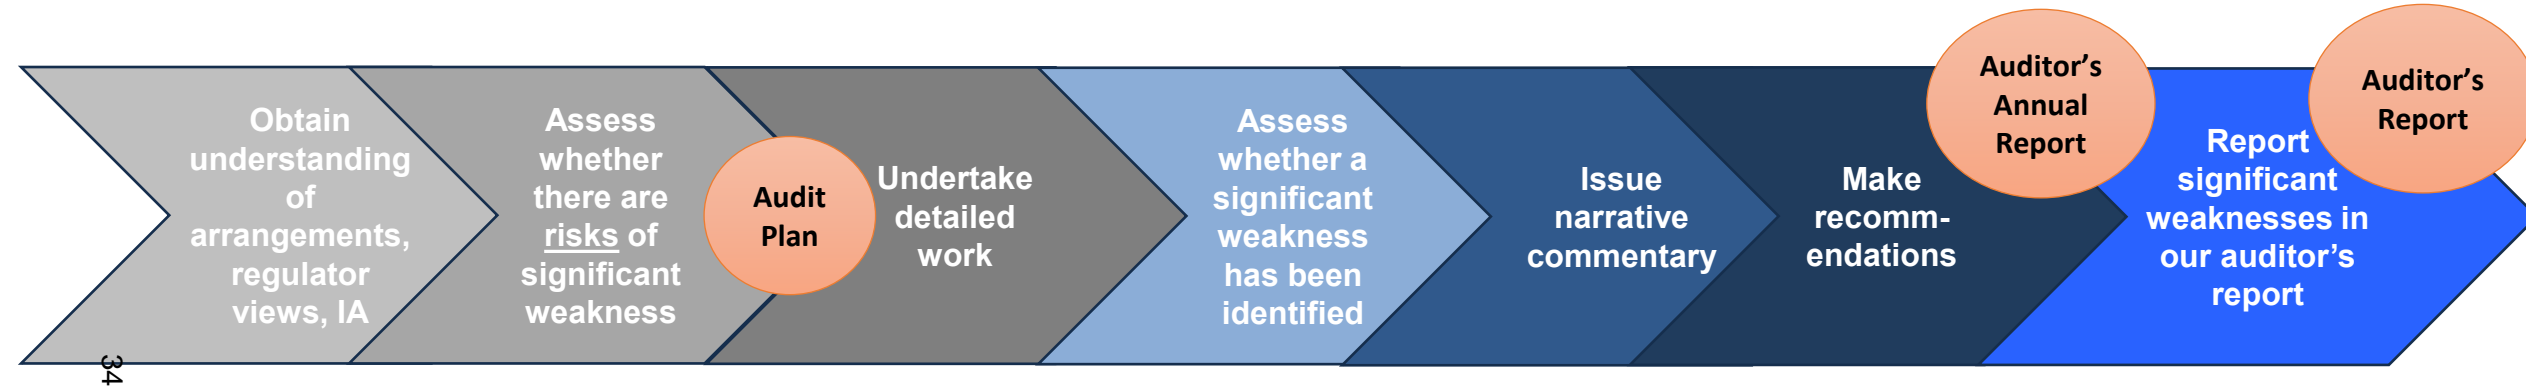 Obtain
understanding
of
arrangements,
regulator
views, IA
Assess
whether
there are
risks of
significant
weakness
Audit
Plan
Undertake
detailed
work
Assess
whether a
significant
weakness
has been
identified
Issue
narrative
commentary
Make
recomm-
endations
Auditor’s
Annual
Report
Report
significant
weaknesses in
our auditor’s
report
Auditor’s
Report
34